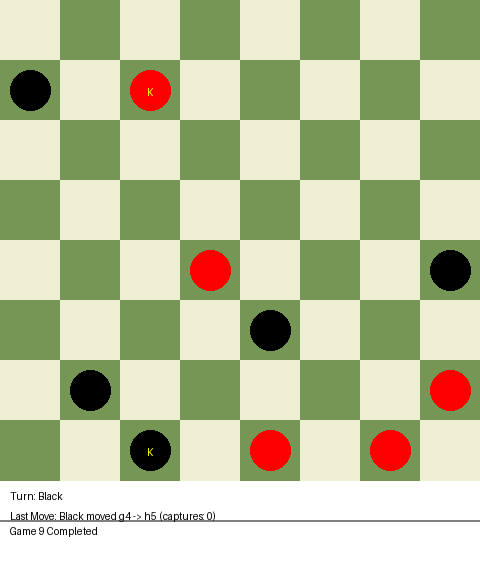 K
K
Turn: Black
Last Move: Black moved g4 -> h5 (captures: 0)
Game 9 Completed